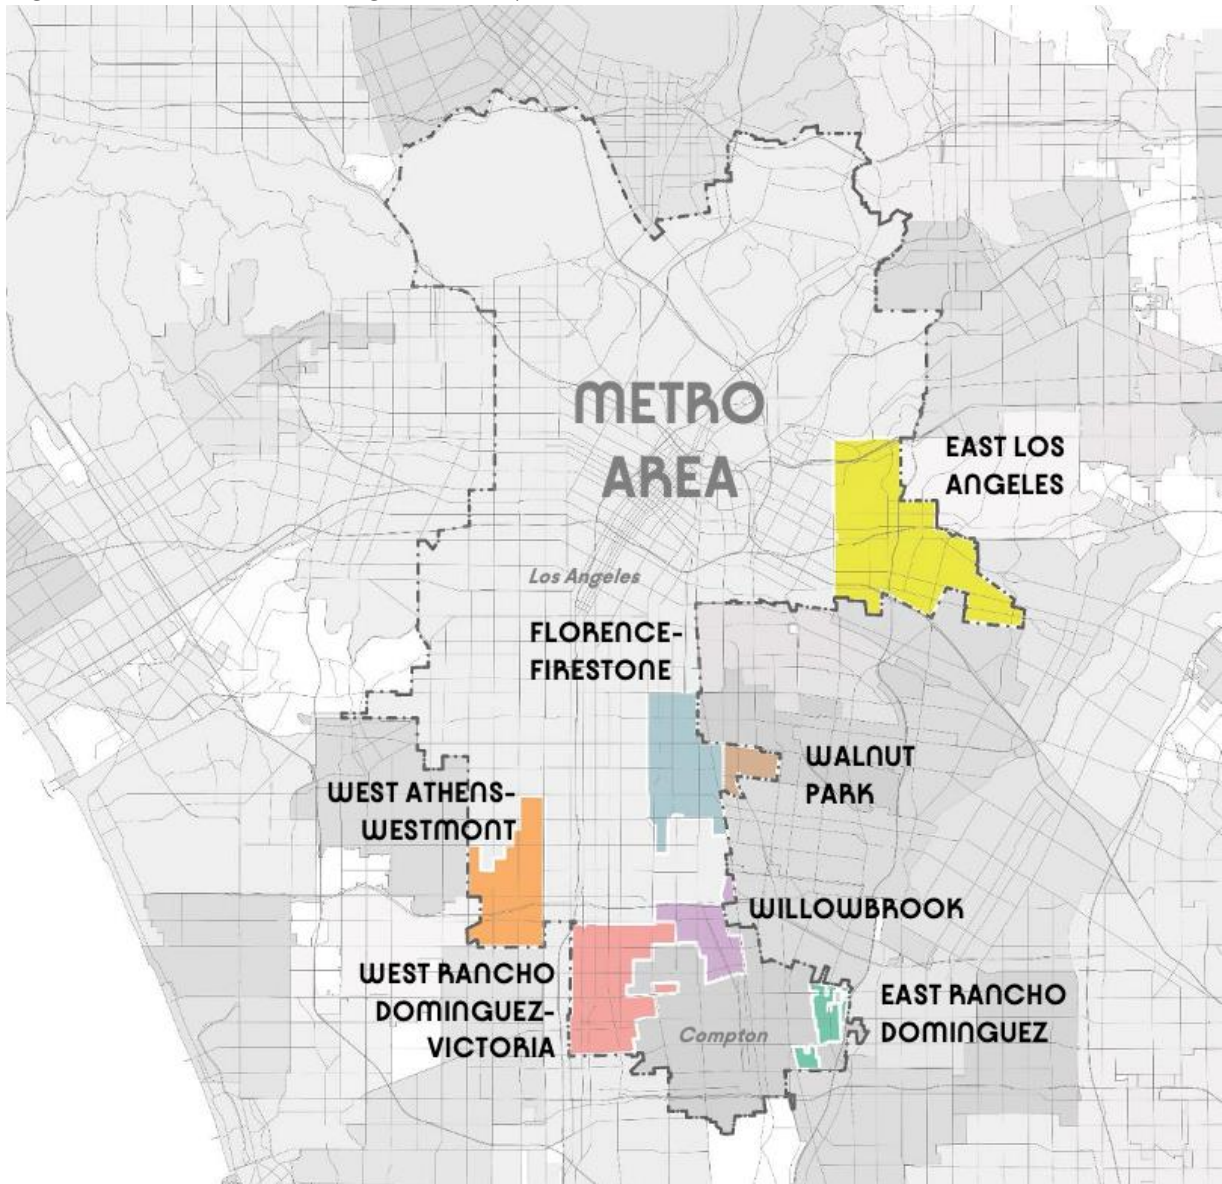 METRO
AREA
EAST LOS
ANGELES
Los Angeles
FLORENCE-
FIRESTONE
WALNUT
PARK
WEST ATHENS-
WESTMONT
WILLOWBROOK
WEST RANCHO
DOMINGUEZ-
VICTORIA
EAST RANCHO
DOMINGUEZ
Compton